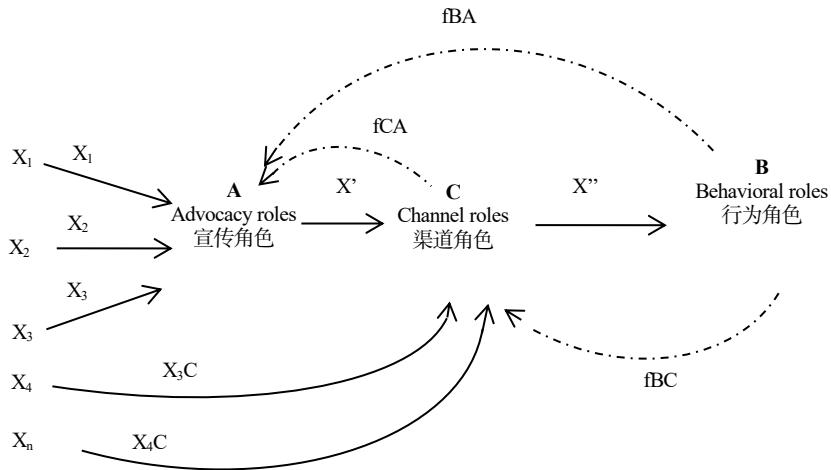 fBA
fCA
X₁
X₁
A
Advocacy roles
宣传角色
X'
C
Channel roles
渠道角色
X”
B
Behavioral roles
行为角色
X₂
X₂
X₃
X₃
X₄
X₃C
fBC
Xₙ
X₄C